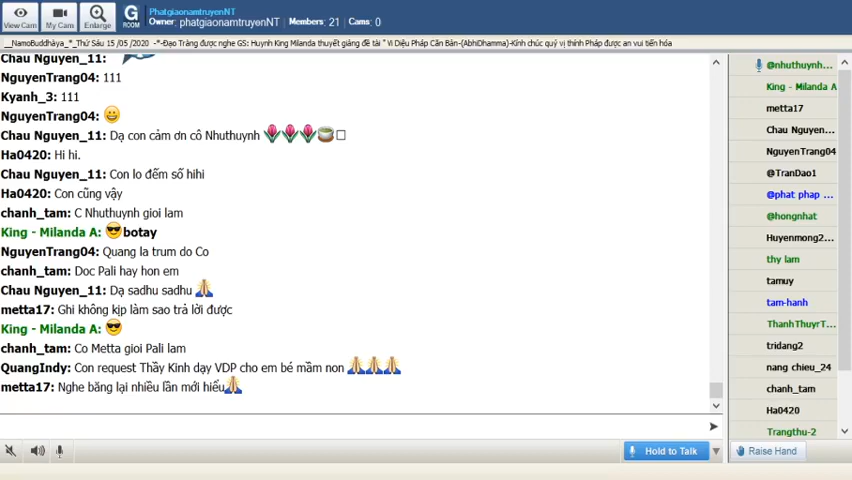 PhatgiaonamtruyenNT
Owner: phatgiaonamtruyenNT Members: 21 Cams: 0
View Cam My Cam Enlarge G ROOM
__NamoBuddhàya_*_Thứ Sáu 15 /05 /2020 -*-Đạo Tràng được nghe GS: Huynh King Milanda thuyết giảng đề tài " Vi Diệu Pháp Căn Bản-(AbhiDhamma)-Kính chúc quý vị thính Pháp được an vui tiến hóa
Chau Nguyen_11:
NguyenTrang04: 111
Kyanh_3: 111
NguyenTrang04:
Chau Nguyen_11: Dạ con cảm ơn cô Nhuthuynh
Ha0420: Hi hi.
Chau Nguyen_11: Con lo đếm số hihi
Ha0420: Con cũng vậy
chanh_tam: C Nhuthuynh gioi lam
King - Milanda A: botay
NguyenTrang04: Quang la trum do Co
chanh_tam: Doc Pali hay hon em
Chau Nguyen_11: Dạ sadhu sadhu
metta17: Ghi không kịp làm sao trả lời được
King - Milanda A:
chanh_tam: Co Metta gioi Pali lam
QuangIndy: Con request Thầy Kinh dạy VDP cho em bé mầm non
metta17: Nghe băng lại nhiều lần mới hiểu
@nhuthuynh...
King - Milanda A
metta17
Chau Nguyen...
NguyenTrang04
@TranDao1
@phat phap ...
@hongnhat
Huyenmong2...
thy lam
tamuy
tam-hanh
ThanhThuyrT...
tridang2
nang chieu_24
chanh_tam
Ha0420
Trangthu-2
Hold to Talk
Raise Hand